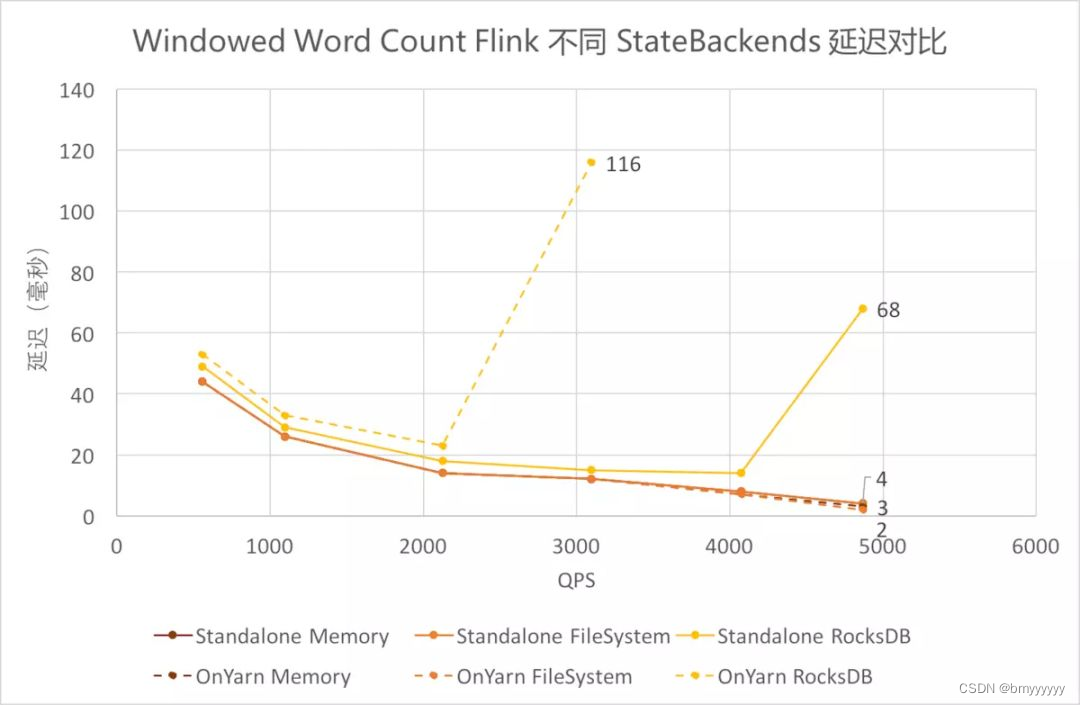 Windowed Word Count Flink 不同 StateBackends 延迟对比
140
120
100
80
60
40
20
0
延迟（毫秒）
116
68
4
3
2
0 1000 2000 3000 4000 5000 6000
QPS
Standalone Memory Standalone FileSystem Standalone RocksDB
OnYarn Memory OnYarn FileSystem OnYarn RocksDB
CSDN @bmyyyyyy